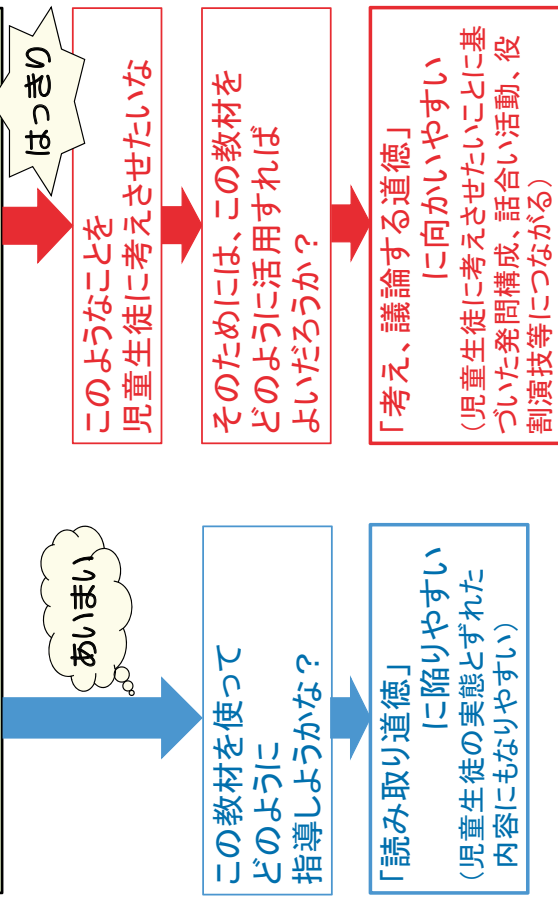 あいまい
この教材を使って
どのように
指導しようかな？
「読み取り道徳」
に陥りやすい
（児童生徒の実態とずれた
内容にもなりやすい）
はっきり
このようなことを
児童生徒に考えさせたいな
そのためには、この教材を
どのように活用すれば
よいだろうか？
「考え、議論する道徳」
に向かいやすい
（児童生徒に考えさせたいことに基
づいた発問構成、話合い活動、役
割演技等につながる）